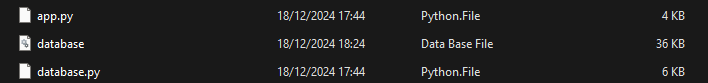 app.py 18/12/2024 17:44 Python.File 4 KB
database 18/12/2024 18:24 Data Base File 36 KB
database.py 18/12/2024 17:44 Python.File 6 KB